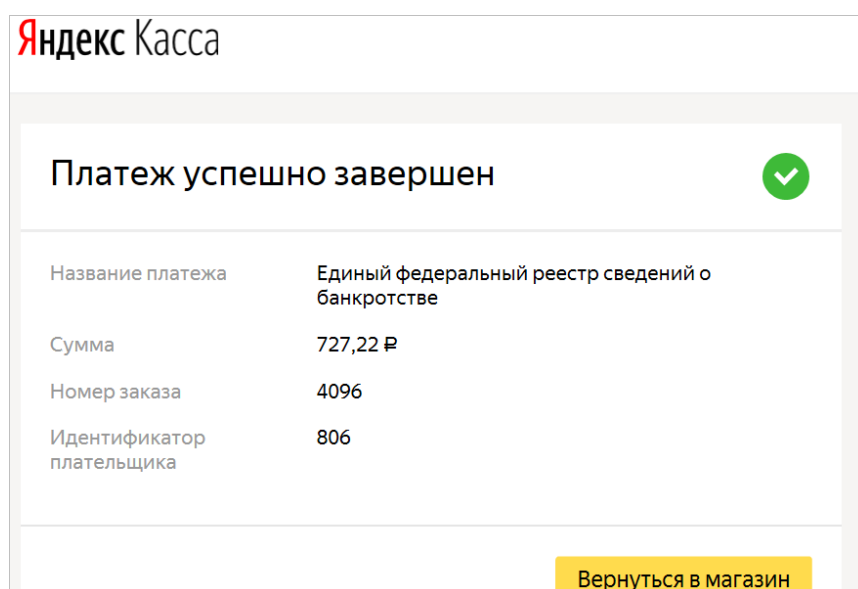 Яндекс Касса
Платеж успешно завершен
Название платежа
Единый федеральный реестр сведений о
банкротстве
Сумма
727,22 ₽
Номер заказа
4096
Идентификатор
плательщика
806
Вернуться в магазин